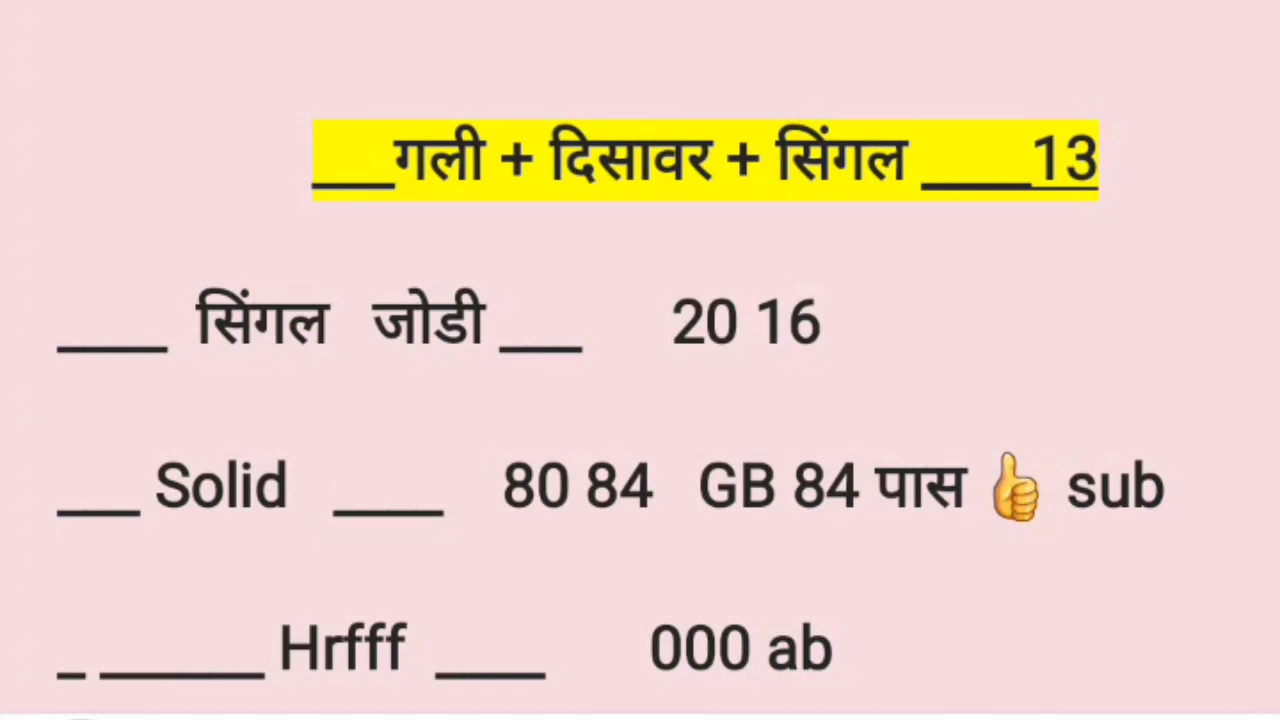 ___गली + दिसावर + सिंगल ____13
____ सिंगल जोडी ___ 20 16
___ Solid ____ 80 84 GB 84 पास 👍 sub
_ ______ Hrfff ____ 000 ab